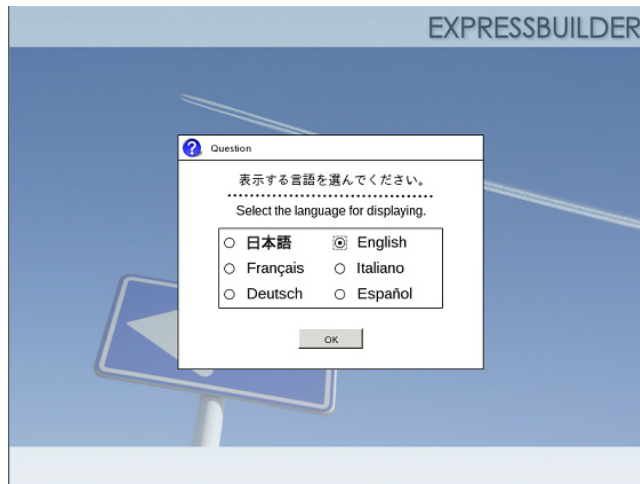 EXPRESSBUILDER
Question
表示する言語を選んでください。
Select the language for displaying.
日本語 English
Français Italiano
Deutsch Español
OK